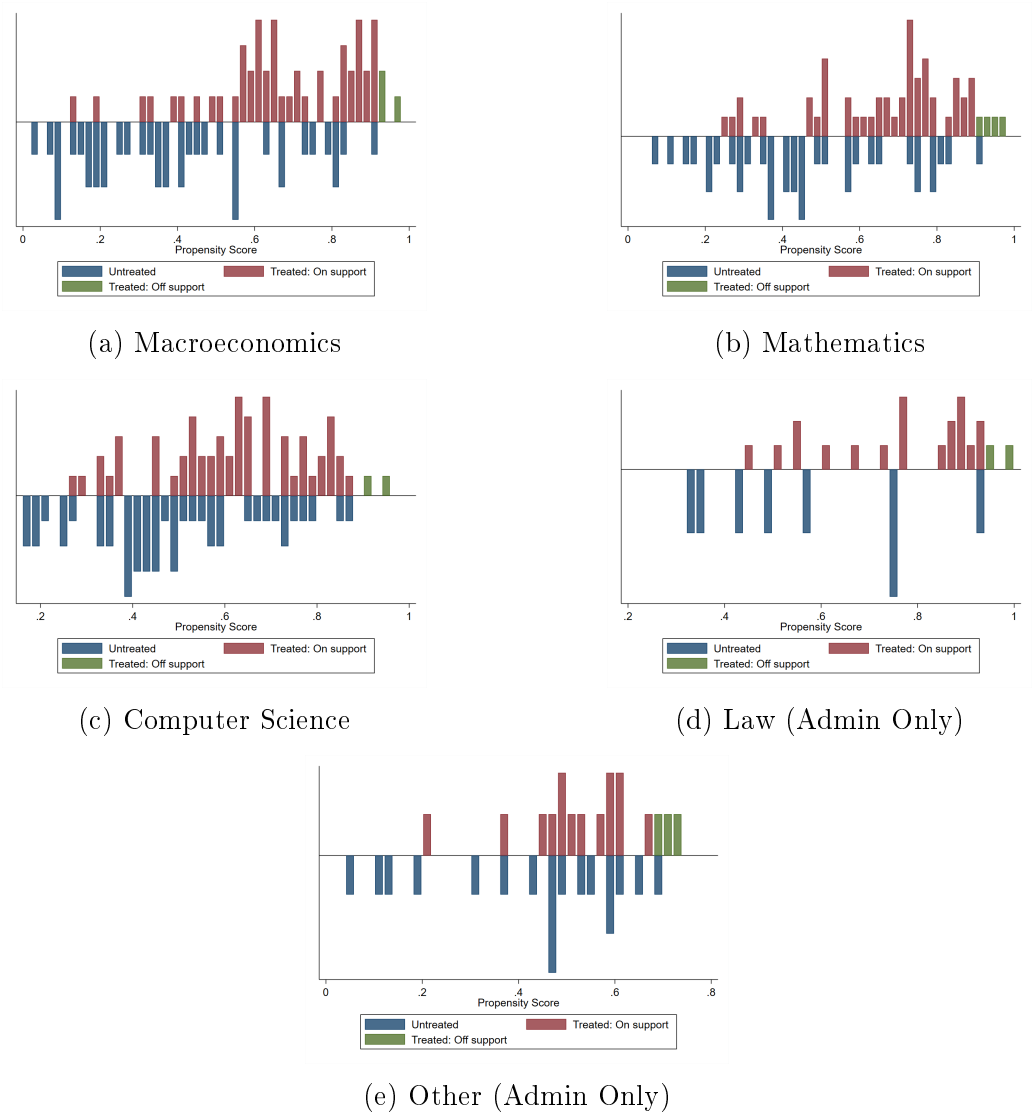 0 .2 .4 .6 .8 1
Propensity Score
Untreated Treated: On support
Treated: Off support
(a) Macroeconomics
0 .2 .4 .6 .8 1
Propensity Score
Untreated Treated: On support
Treated: Off support
(b) Mathematics
.2 .4 .6 .8 1
Propensity Score
Untreated Treated: On support
Treated: Off support
(c) Computer Science
.2 .4 .6 .8 1
Propensity Score
Untreated Treated: On support
Treated: Off support
(d) Law (Admin Only)
0 .2 .4 .6 .8
Propensity Score
Untreated Treated: On support
Treated: Off support
(e) Other (Admin Only)